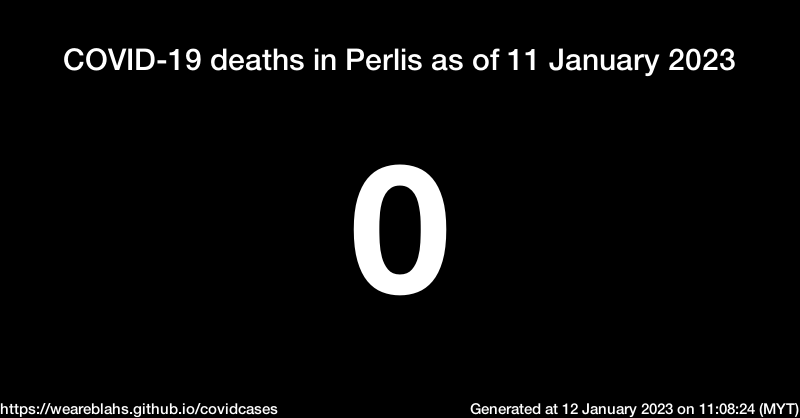 COVID-19 deaths in Perlis as of 11 January 2023
0
https://weareblahs.github.io/covidcases
Generated at 12 January 2023 on 11:08:24 (MYT)